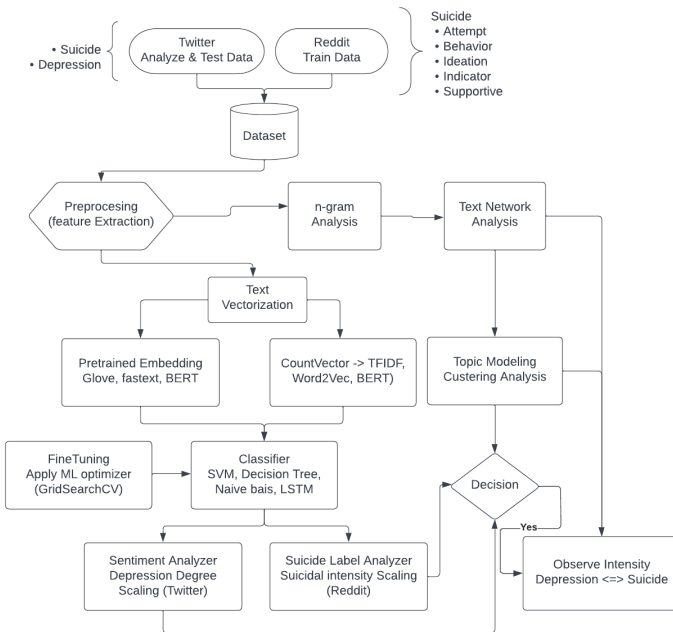 Suicide
• Attempt
• Behavior
• Ideation
• Indicator
• Supportive
• Suicide
• Depression
Twitter
Analyze & Test Data
Reddit
Train Data
Dataset
Preprocesing
(feature Extraction)
n-gram
Analysis
Text Network
Analysis
Text
Vectorization
Pretrained Embedding
Glove, fastext, BERT
CountVector -> TFIDF,
Word2Vec, BERT)
Topic Modeling
Custering Analysis
FineTuning
Apply ML optimizer
(GridSearchCV)
Classifier
SVM, Decision Tree,
Naive bais, LSTM
Decision
Yes
Sentiment Analyzer
Depression Degree
Scaling (Twitter)
Suicide Label Analyzer
Suicidal intensity Scaling
(Reddit)
Observe Intensity
Depression <=> Suicide